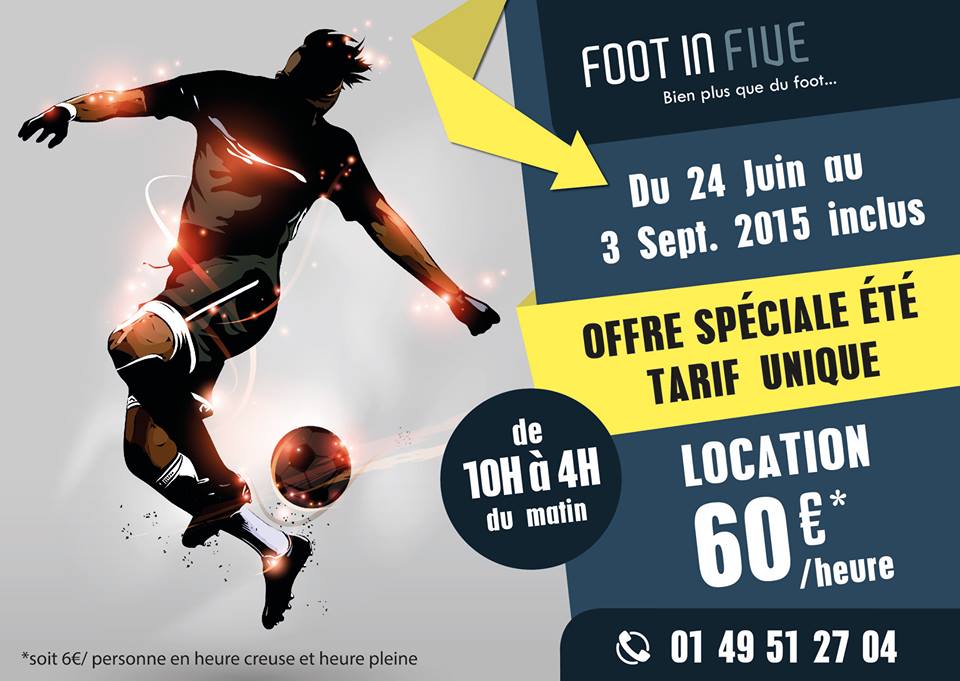 FOOT IN FIVE
Bien plus que du foot...
Du 24 Juin au
3 Sept. 2015 inclus
OFFRE SPÉCIALE ÉTÉ
TARIF UNIQUE
de
10H à 4H
du matin
LOCATION
60€*
/heure
01 49 51 27 04
*soit 6€/ personne en heure creuse et heure pleine